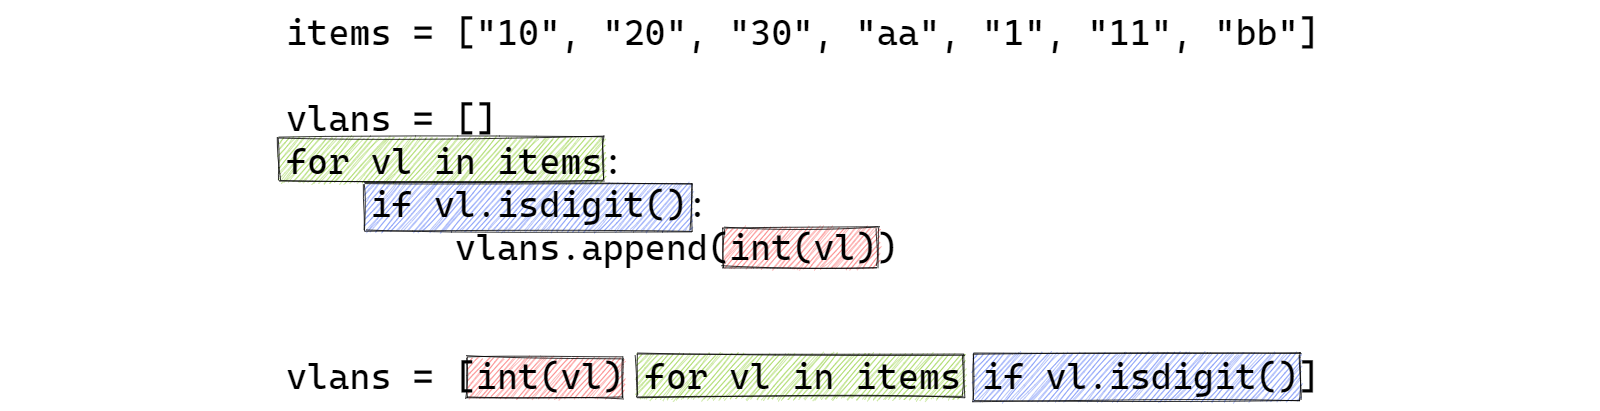 items = ["10", "20", "30", "aa", "1", "11", "bb"]
vlans = []
for vl in items:
    if vl.isdigit():
        vlans.append(int(vl))
vlans = [int(vl) for vl in items if vl.isdigit()]